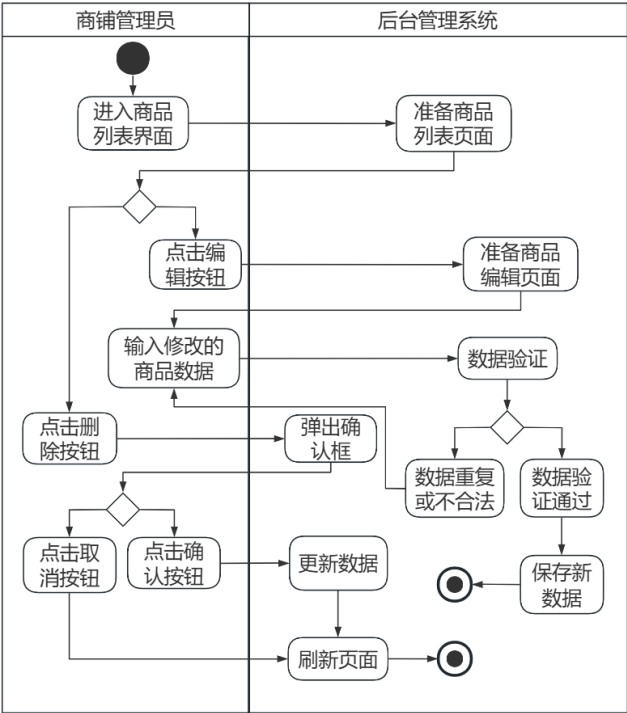 商铺管理员
后台管理系统
进入商品
列表界面
准备商品
列表页面
点击编
辑按钮
准备商品
编辑页面
输入修改的
商品数据
数据验证
点击删
除按钮
弹出确
认框
数据重复
或不合法
数据验
证通过
点击取
消按钮
点击确
认按钮
更新数据
保存新
数据
刷新页面